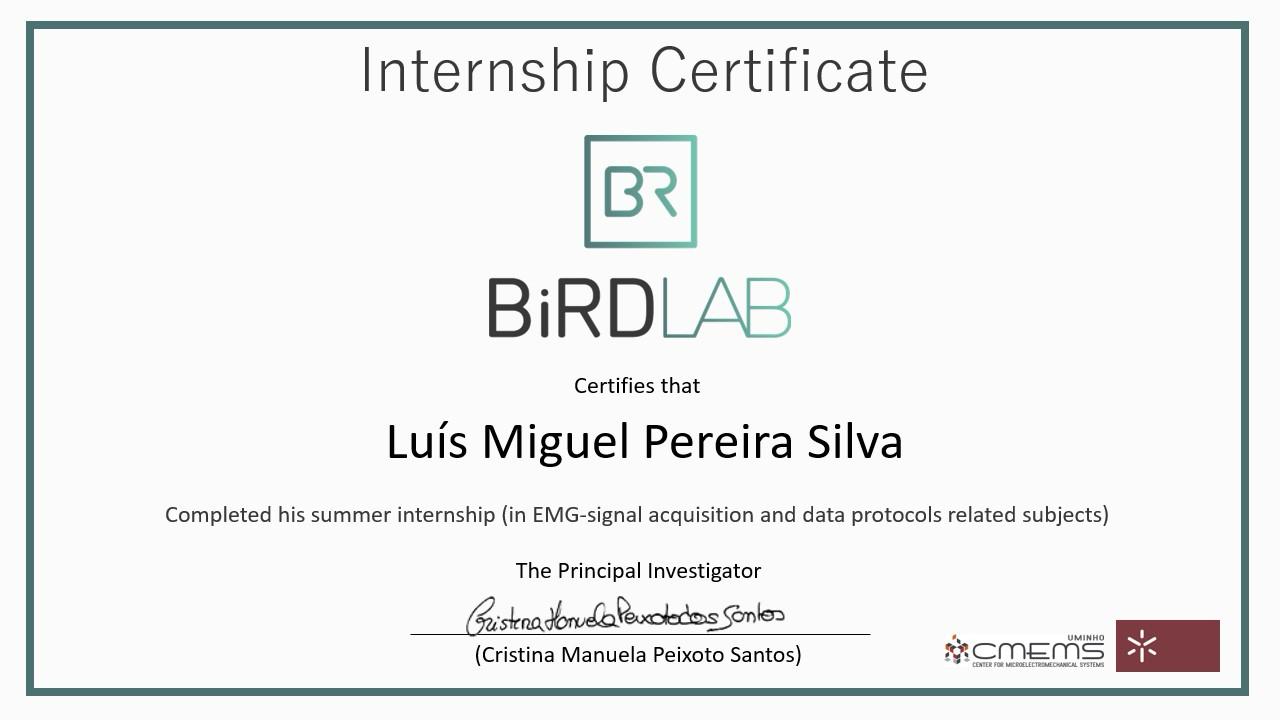 Internship Certificate
BR
BiRDLAB
Certifies that
Luís Miguel Pereira Silva
Completed his summer internship (in EMG-signal acquisition and data protocols related subjects)
The Principal Investigator
Cristina Manuela Peixoto dos Santos
(Cristina Manuela Peixoto Santos)
UMINHO
CMEMS
CENTER FOR MICROELECTROMECHANICAL SYSTEMS